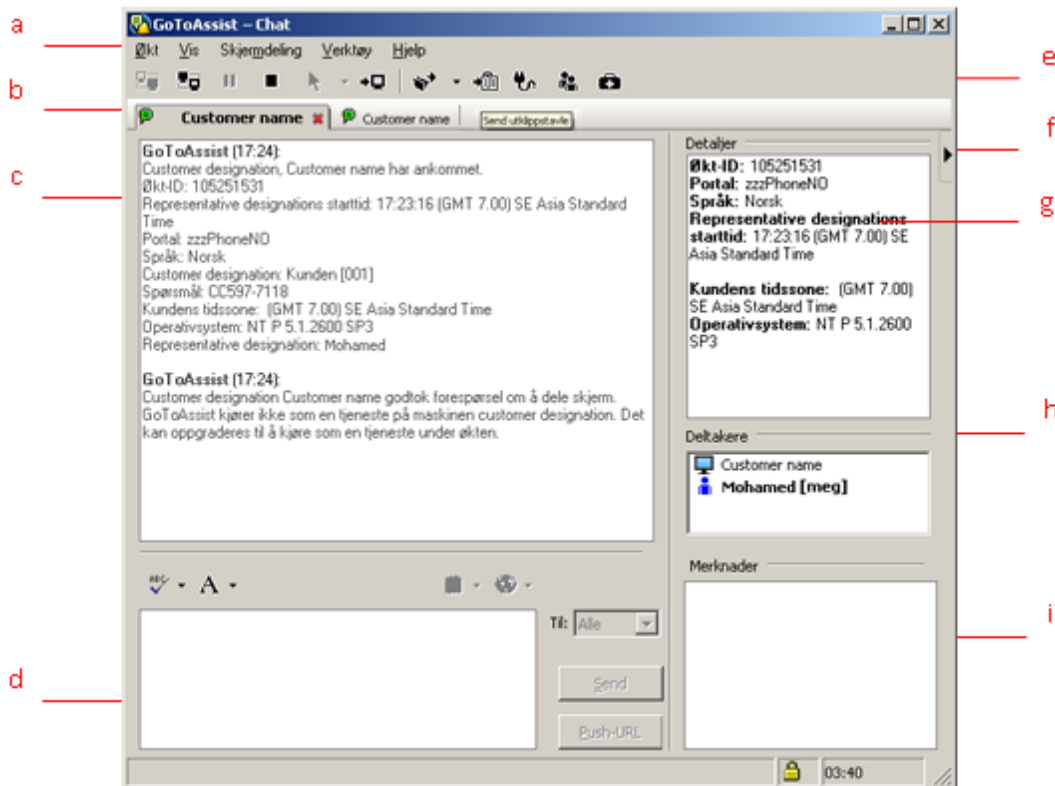 GoToAssist – Chat
a
Økt Vis Skjermdeling Verktøy Hjelp
e
b
Customer name Customer name Send utklippstavle
f
c
GoToAssist (17:24):
Customer designation, Customer name har ankommet.
Økt-ID: 105251531
Representative designations starttid: 17:23:16 (GMT 7.00) SE Asia Standard
Time
Portal: zzzPhoneNO
Språk: Norsk
Customer designation: Kunden [001]
Spørsmål: CC597-7118
Kundens tidssone:  (GMT 7.00) SE Asia Standard Time
Operativsystem: NT P 5.1.2600 SP3
Representative designation: Mohamed
GoToAssist (17:24):
Customer designation Customer name godtok forespørsel om å dele skjerm.
GoToAssist kjører ikke som en tjeneste på maskinen customer designation. Det
kan oppgraderes til å kjøre som en tjeneste under økten.
Detaljer
Økt-ID: 105251531
Portal: zzzPhoneNO
Språk: Norsk
Representative designations
g
starttid: 17:23:16 (GMT 7.00) SE
Asia Standard Time
Kundens tidssone:  (GMT 7.00)
SE Asia Standard Time
Operativsystem: NT P 5.1.2600
SP3
h
Deltakere
Customer name
Mohamed [meg]
Merknader
i
ABC
A
Til: Alle
d
Send
Push-URL
03:40